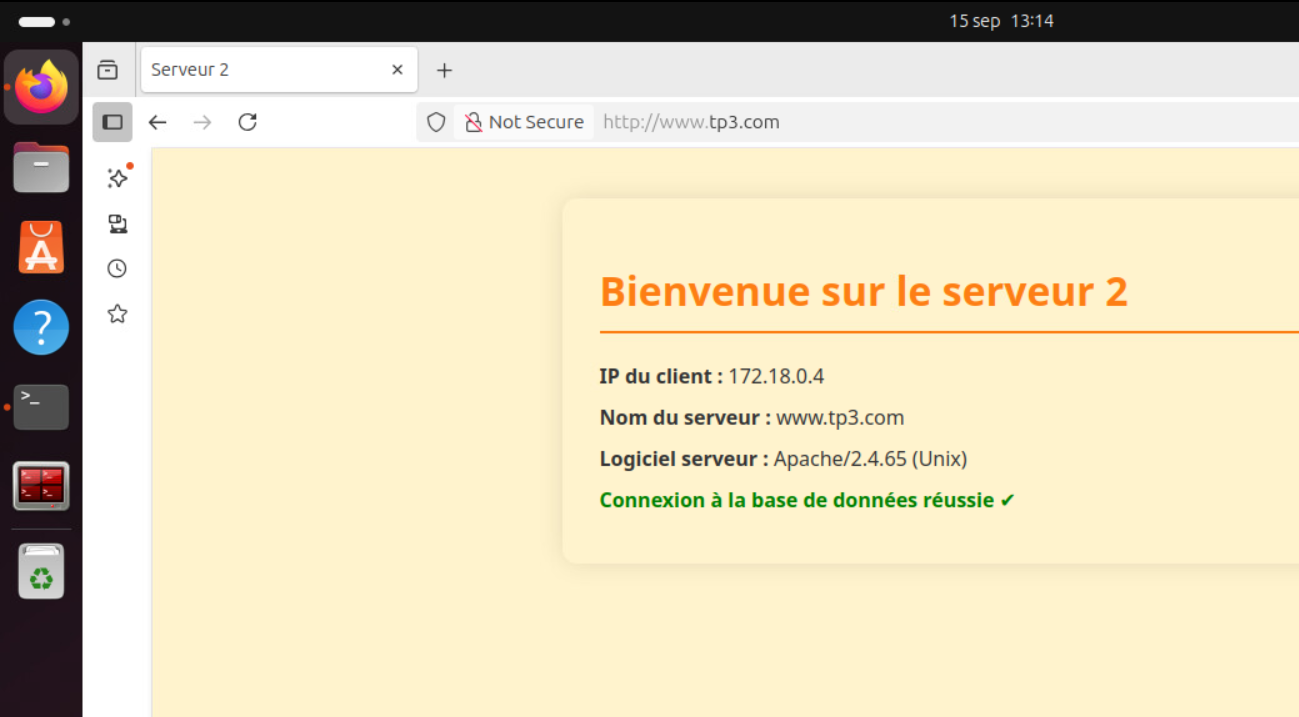 15 sep 13:14
Serveur 2
Not Secure http://www.tp3.com
Bienvenue sur le serveur 2
IP du client : 172.18.0.4
Nom du serveur : www.tp3.com
Logiciel serveur : Apache/2.4.65 (Unix)
Connexion à la base de données réussie ✔